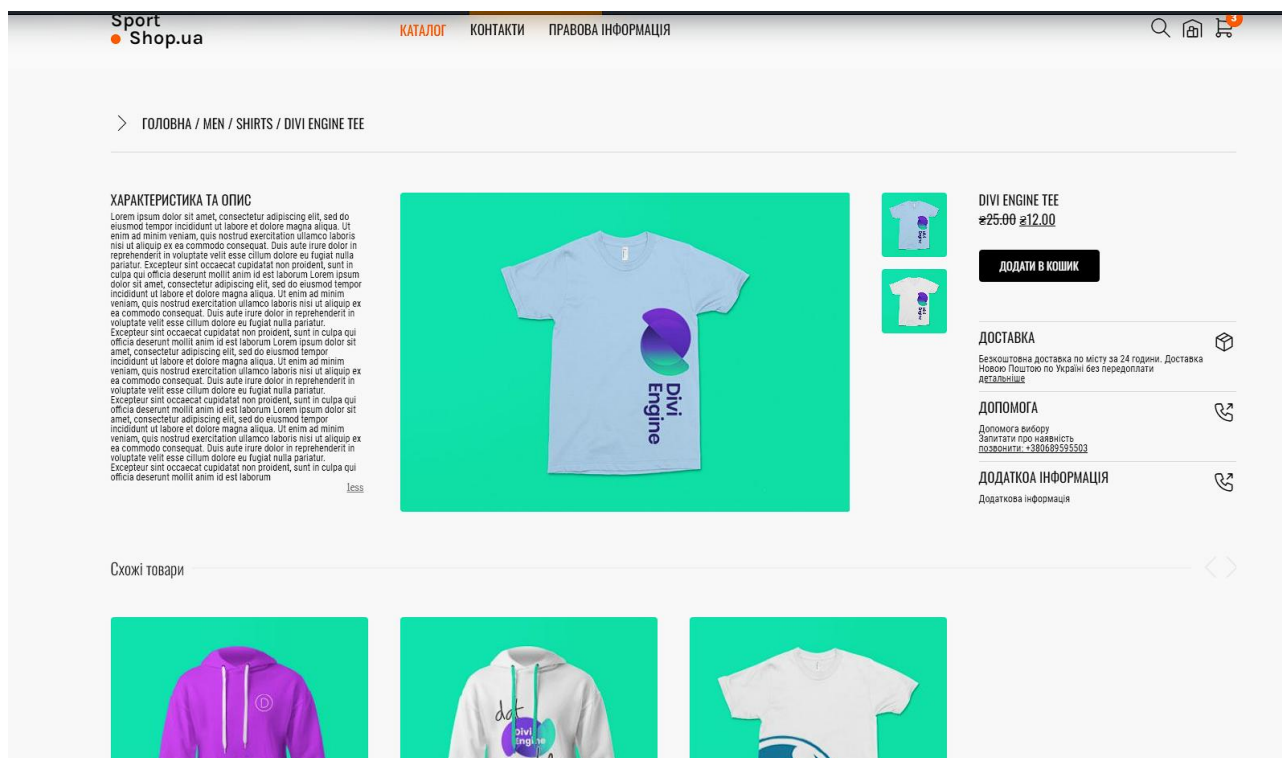 Sport
Shop.ua
КАТАЛОГ
КОНТАКТИ
ПРАВОВА ІНФОРМАЦІЯ
3
ГОЛОВНА / MEN / SHIRTS / DIVI ENGINE TEE
ХАРАКТЕРИСТИКА ТА ОПИС
Lorem ipsum dolor sit amet, consectetur adipiscing elit, sed do
eiusmod tempor incididunt ut labore et dolore magna aliqua. Ut
enim ad minim veniam, quis nostrud exercitation ullamco laboris
nisi ut aliquip ex ea commodo consequat. Duis aute irure dolor in
reprehenderit in voluptate velit esse cillum dolore eu fugiat nulla
pariatur. Excepteur sint occaecat cupidatat non proident, sunt in
culpa qui officia deserunt mollit anim id est laborum Lorem ipsum
dolor sit amet, consectetur adipiscing elit, sed do eiusmod tempor
incididunt ut labore et dolore magna aliqua. Ut enim ad minim
veniam, quis nostrud exercitation ullamco laboris nisi ut aliquip ex
ea commodo consequat. Duis aute irure dolor in reprehenderit in
voluptate velit esse cillum dolore eu fugiat nulla pariatur.
Excepteur sint occaecat cupidatat non proident, sunt in culpa qui
officia deserunt mollit anim id est laborum Lorem ipsum dolor sit
amet, consectetur adipiscing elit, sed do eiusmod tempor
incididunt ut labore et dolore magna aliqua. Ut enim ad minim
veniam, quis nostrud exercitation ullamco laboris nisi ut aliquip ex
ea commodo consequat. Duis aute irure dolor in reprehenderit in
voluptate velit esse cillum dolore eu fugiat nulla pariatur.
Excepteur sint occaecat cupidatat non proident, sunt in culpa qui
officia deserunt mollit anim id est laborum Lorem ipsum dolor sit
amet, consectetur adipiscing elit, sed do eiusmod tempor
incididunt ut labore et dolore magna aliqua. Ut enim ad minim
veniam, quis nostrud exercitation ullamco laboris nisi ut aliquip ex
ea commodo consequat. Duis aute irure dolor in reprehenderit in
voluptate velit esse cillum dolore eu fugiat nulla pariatur.
Excepteur sint occaecat cupidatat non proident, sunt in culpa qui
officia deserunt mollit anim id est laborum
less
Divi
Engine
DIVI ENGINE TEE
₴25.00 ₴12.00
ДОДАТИ В КОШИК
ДОСТАВКА
Безкоштовна доставка по місту за 24 години. Доставка
Новою Поштою по Україні без передоплати
детальніше
ДОПОМОГА
Допомога вибору
Запитати про наявність
позвонити: +380689595503
ДОДАТКОА ІНФОРМАЦІЯ
Додаткова інформація
Схожі товари
D
dot
Divi
Engine